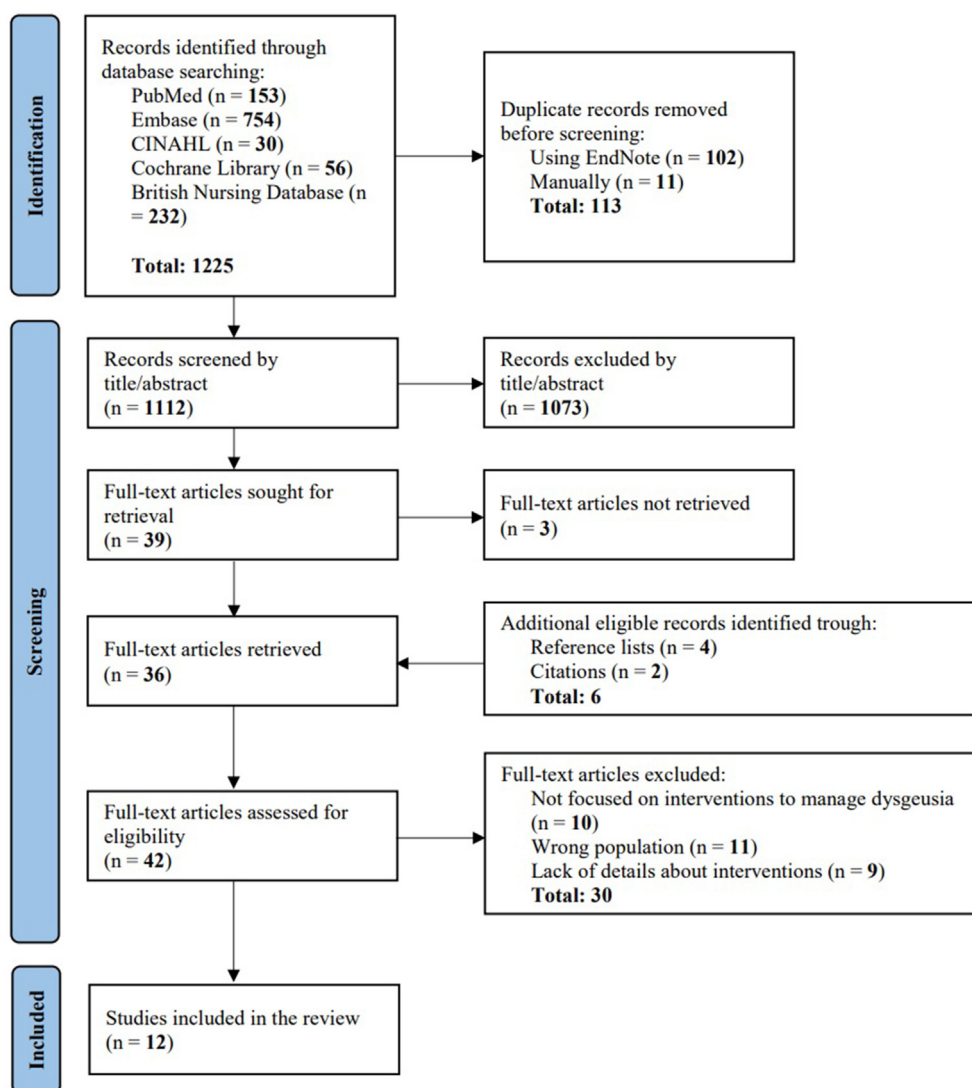 Identification
Records identified through
database searching:
PubMed (n = 153)
Embase (n = 754)
CINAHL (n = 30)
Cochrane Library (n = 56)
British Nursing Database (n
= 232)
Total: 1225
Duplicate records removed
before screening:
Using EndNote (n = 102)
Manually (n = 11)
Total: 113
Screening
Records screened by
title/abstract
(n = 1112)
Records excluded by
title/abstract
(n = 1073)
Full-text articles sought for
retrieval
(n = 39)
Full-text articles not retrieved
(n = 3)
Full-text articles retrieved
(n = 36)
Additional eligible records identified trough:
Reference lists (n = 4)
Citations (n = 2)
Total: 6
Full-text articles assessed for
eligibility
(n = 42)
Full-text articles excluded:
Not focused on interventions to manage dysgeusia
(n = 10)
Wrong population (n = 11)
Lack of details about interventions (n = 9)
Total: 30
Included
Studies included in the review
(n = 12)